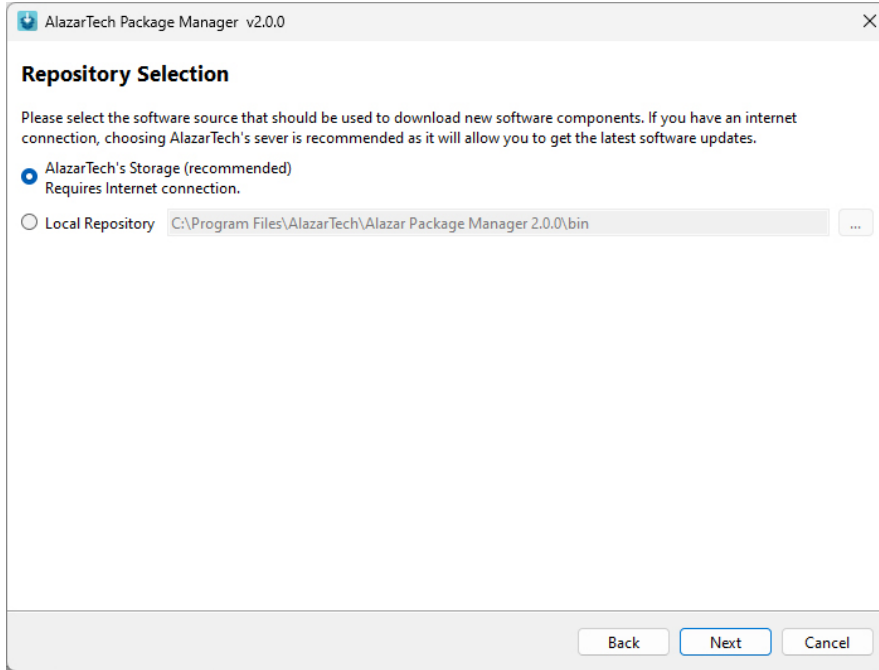 AlazarTech Package Manager v2.0.0
Repository Selection
Please select the software source that should be used to download new software components. If you have an internet
connection, choosing AlazarTech's sever is recommended as it will allow you to get the latest software updates.
AlazarTech's Storage (recommended)
Requires Internet connection.
Local Repository C:\Program Files\AlazarTech\Alazar Package Manager 2.0.0\bin ...
Back Next Cancel